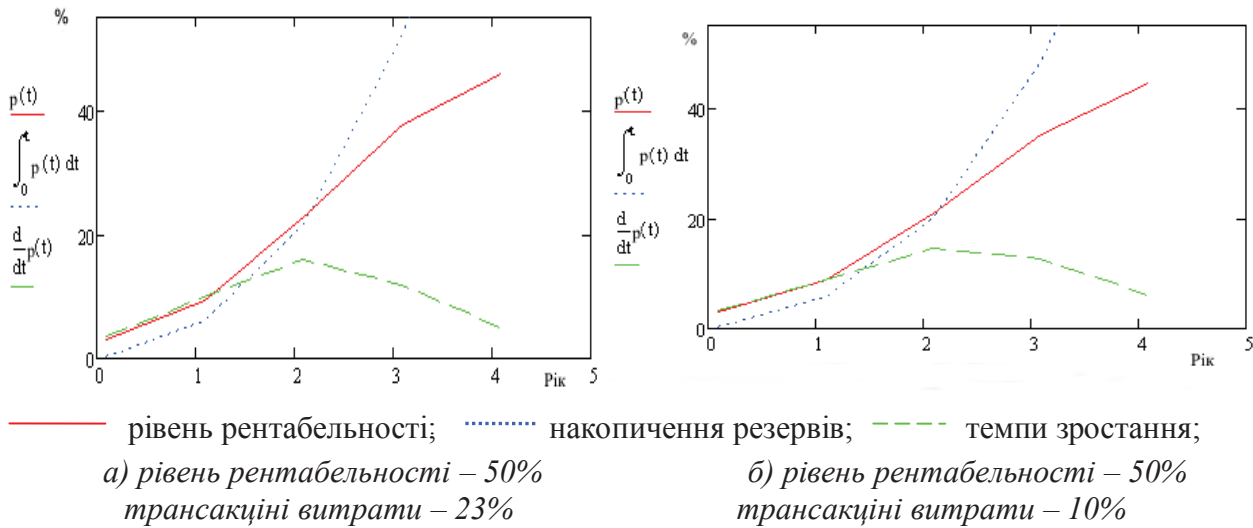 %
p(t)
∫₀ᵗ p(t) dt
d/dt p(t)
40
20
0
0 1 2 3 4 5
Рік
%
p(t)
∫₀ᵗ p(t) dt
d/dt p(t)
40
20
0
0 1 2 3 4 5
Рік
рівень рентабельності; накопичення резервів; темпи зростання;
а) рівень рентабельності – 50% б) рівень рентабельності – 50%
трансакціні витрати – 23% трансакціні витрати – 10%